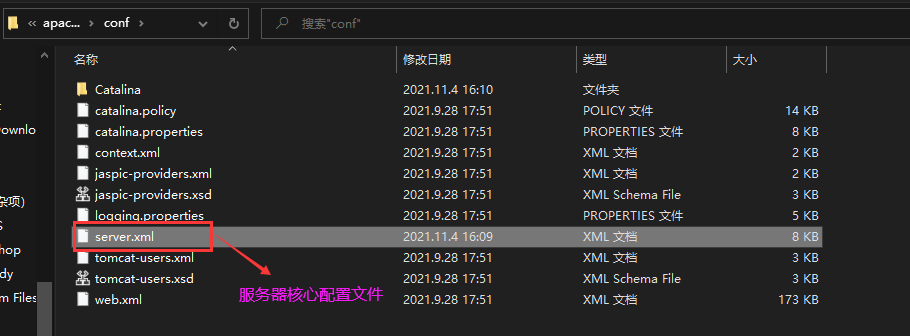 « apac... › conf ›
搜索"conf"
名称 修改日期 类型 大小
Catalina 2021.11.4 16:10 文件夹
catalina.policy 2021.9.28 17:51 POLICY 文件 14 KB
catalina.properties 2021.9.28 17:51 PROPERTIES 文件 8 KB
Downlo
context.xml 2021.9.28 17:51 XML 文档 2 KB
jaspic-providers.xml 2021.9.28 17:51 XML 文档 2 KB
杂项)
jaspic-providers.xsd 2021.9.28 17:51 XML Schema File 3 KB
logging.properties 2021.9.28 17:51 PROPERTIES 文件 5 KB
S
server.xml 2021.11.4 16:09 XML 文档 8 KB
hop
tomcat-users.xml 2021.9.28 17:51 XML 文档 3 KB
dy
tomcat-users.xsd 2021.9.28 17:51 XML Schema File 3 KB
m Files
web.xml 2021.9.28 17:51 XML 文档 173 KB
服务器核心配置文件